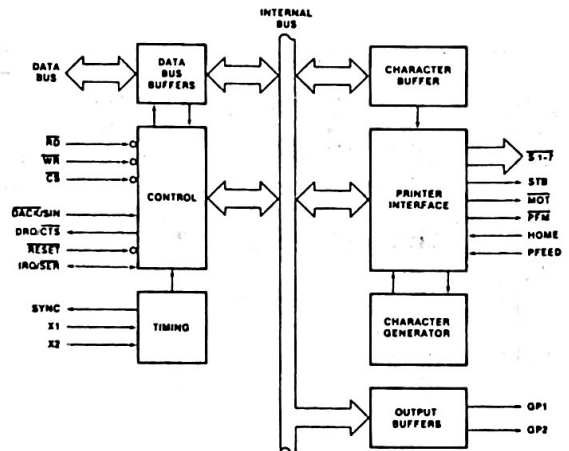 INTERNAL
BUS
DATA
BUS
DATA
BUS
BUFFERS
CHARACTER
BUFFER
RD
WR
CS
DACK/SIN
DRQ/CTS
RESET
IRQ/SER
CONTROL
PRINTER
INTERFACE
S1-7
STB
MOT
PFM
HOME
PFEED
SYNC
X1
X2
TIMING
CHARACTER
GENERATOR
OUTPUT
BUFFERS
GP1
GP2